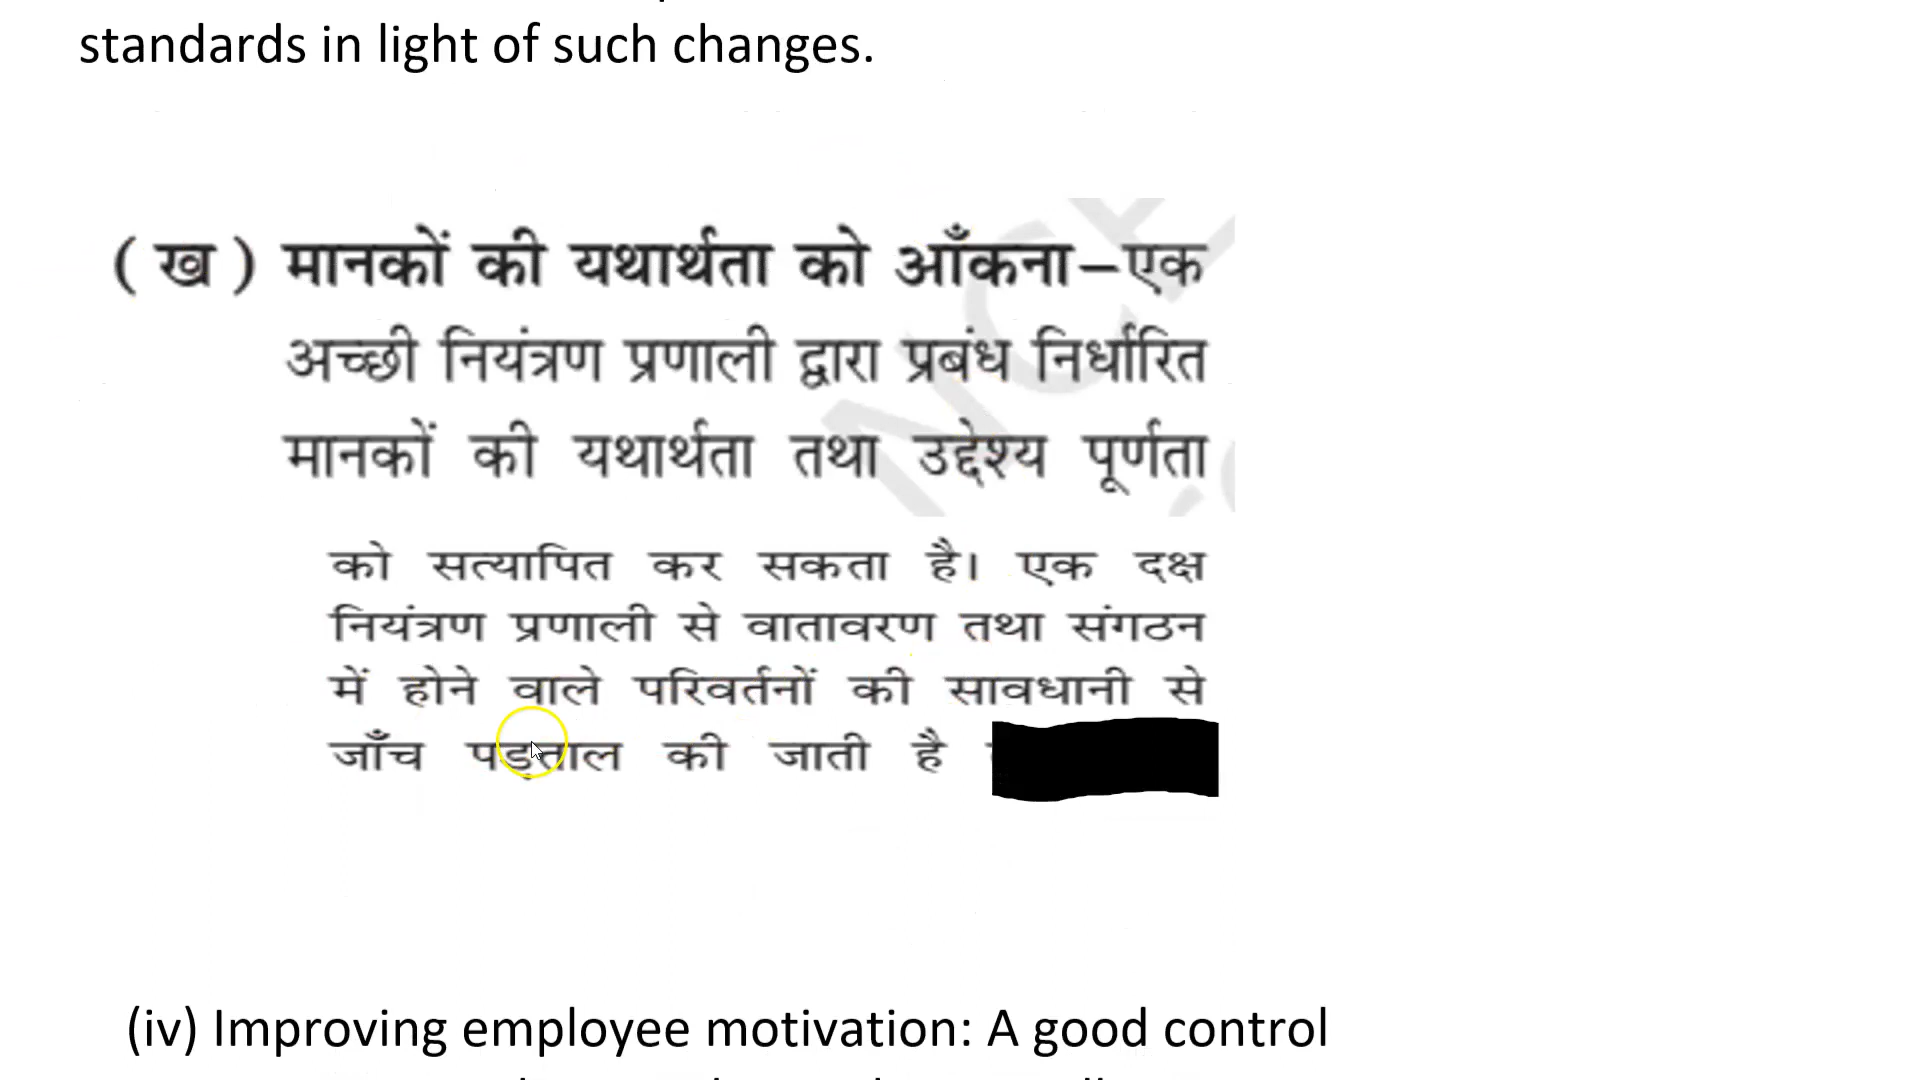 standards in light of such changes.
( ख ) मानकों की यथार्थता को आँकना–एक
अच्छी नियंत्रण प्रणाली द्वारा प्रबंध निर्धारित
मानकों की यथार्थता तथा उद्देश्य पूर्णता
को सत्यापित कर सकता है। एक दक्ष
नियंत्रण प्रणाली से वातावरण तथा संगठन
में होने वाले परिवर्तनों की सावधानी से
जाँच पड़ताल की जाती है
(iv) Improving employee motivation: A good control